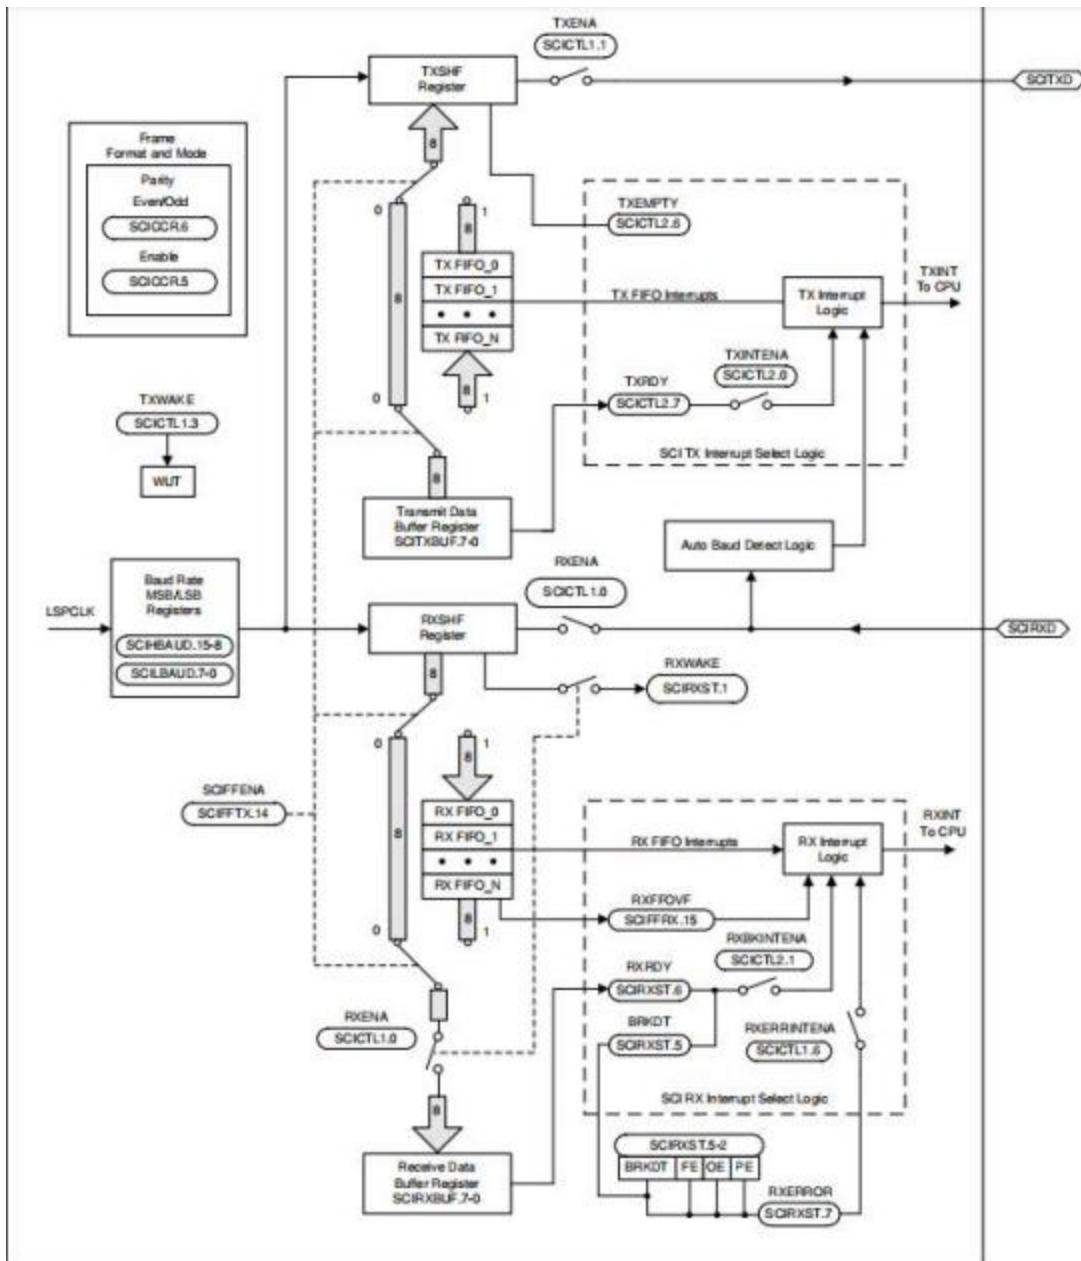 TXENA
SCICTL1.1
TXSHF
Register
SCITXD
Frame
Format and Mode
Parity
Even/Odd
SCICCR.6
Enable
SCICCR.5
8
0
1
8
TXEMPTY
SCICTL2.6
TX FIFO_0
TX FIFO_1
TX FIFO_N
8
TX FIFO Interrupts
TX Interrupt
Logic
TXINT
To CPU
TXINTENA
SCICTL2.0
TXRDY
SCICTL2.7
8
0
1
SCI TX Interrupt Select Logic
TXWAKE
SCICTL1.3
WUT
8
Transmit Data
Buffer Register
SCITXBUF.7-0
Auto Baud Detect Logic
RXENA
SCICTL1.0
LSPCLK
Baud Rate
MSB/LSB
Registers
SCIHBAUD.15-8
SCILBAUD.7-0
RXSHF
Register
SCIRXD
8
RXWAKE
SCIRXST.1
0
1
8
SCIFFENA
SCIFFTX.14
RX FIFO_0
RX FIFO_1
RX FIFO_N
8
RX FIFO Interrupts
RX Interrupt
Logic
RXINT
To CPU
RXFFOVF
SCIFFRX.15
8
0
1
RXBKINTENA
SCICTL2.1
RXRDY
SCIRXST.6
BRKDT
SCIRXST.5
RXERRINTENA
SCICTL1.6
RXENA
SCICTL1.0
SCI RX Interrupt Select Logic
8
Receive Data
Buffer Register
SCIRXBUF.7-0
SCIRXST.5-2
BRKDT FE OE PE
RXERROR
SCIRXST.7